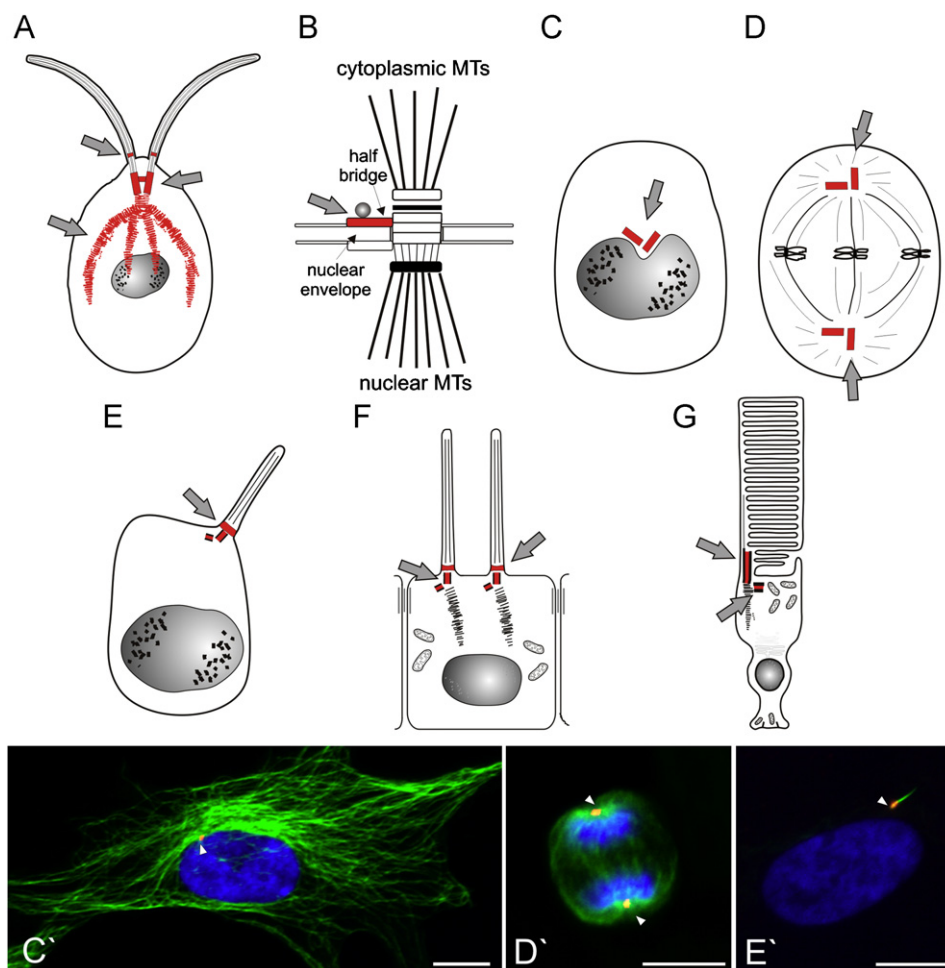 A
B
cytoplasmic MTs
half
bridge
nuclear
envelope
nuclear MTs
C
D
E
F
G
C`
D`
E`